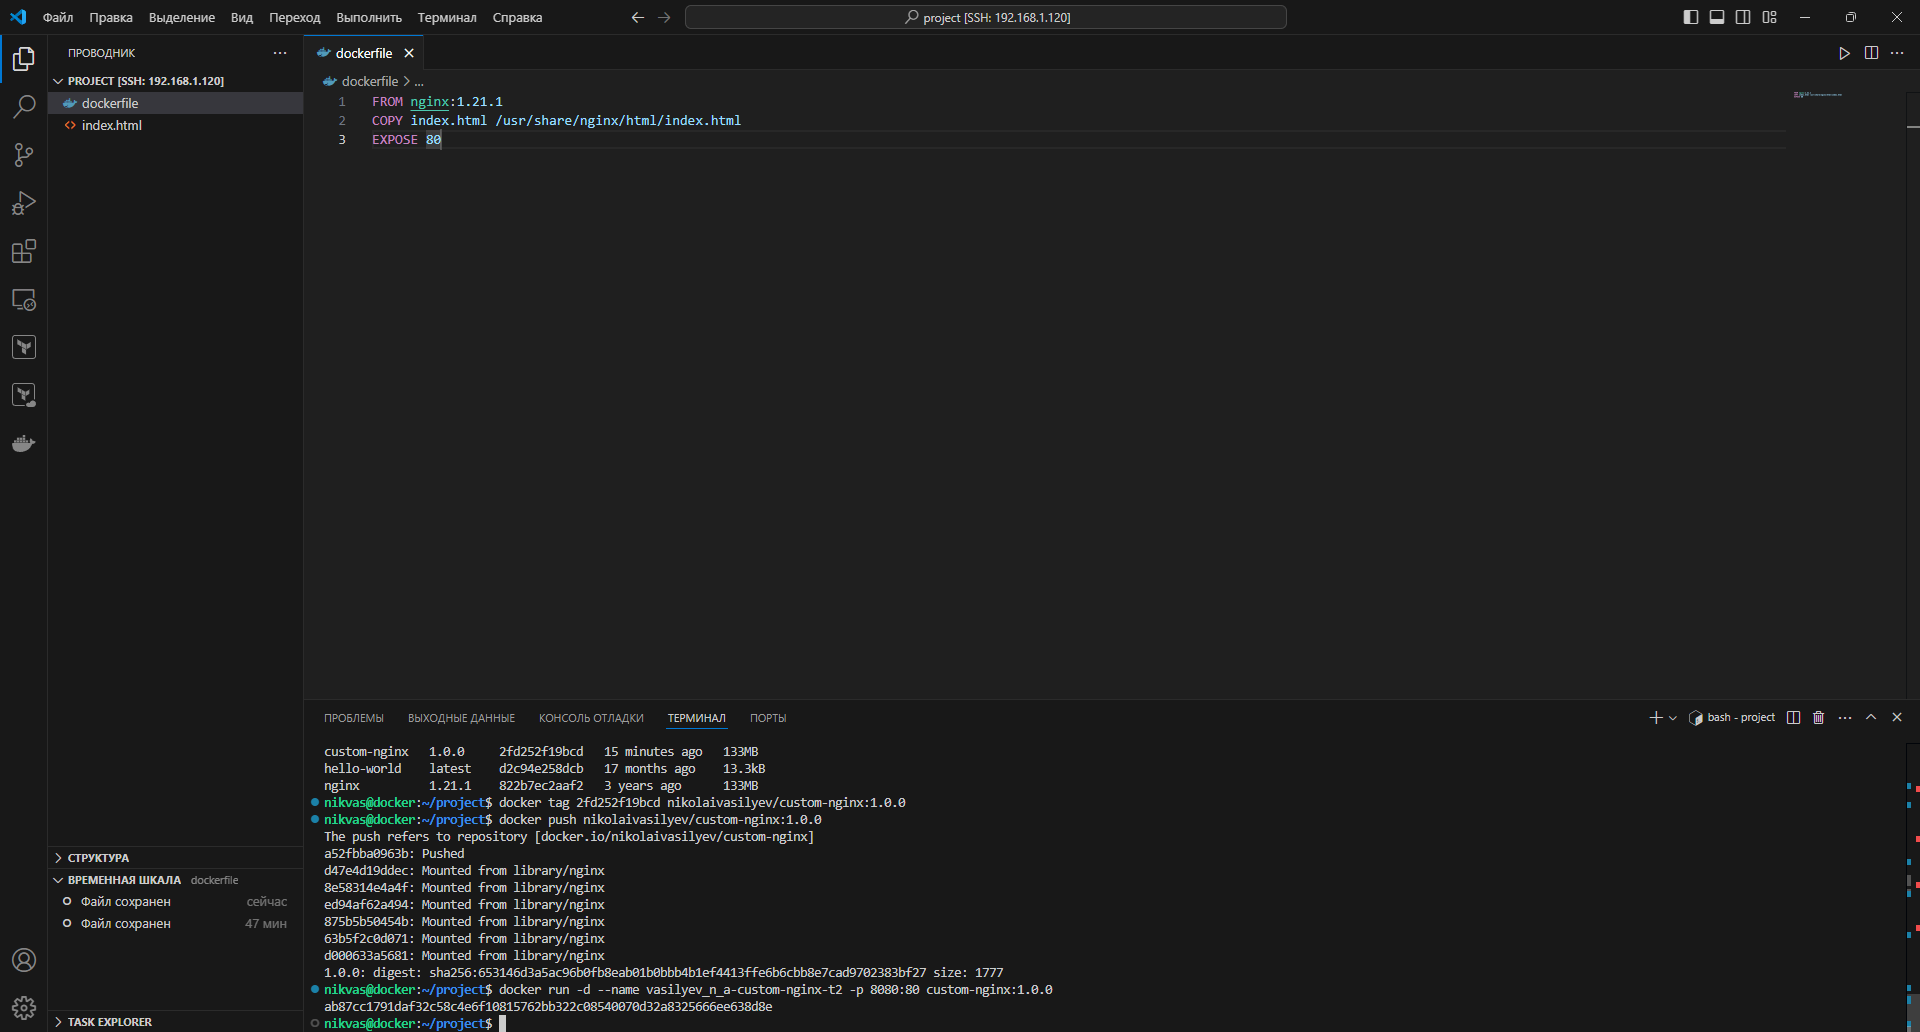 Файл Правка Выделение Вид Переход Выполнить Терминал Справка
project [SSH: 192.168.1.120]
ПРОВОДНИК
PROJECT [SSH: 192.168.1.120]
dockerfile
index.html
dockerfile
dockerfile > ...
1 FROM nginx:1.21.1
2 COPY index.html /usr/share/nginx/html/index.html
3 EXPOSE 80
СТРУКТУРА
ВРЕМЕННАЯ ШКАЛА dockerfile
Файл сохранен сейчас
Файл сохранен 47 мин
TASK EXPLORER
ПРОБЛЕМЫ ВЫХОДНЫЕ ДАННЫЕ КОНСОЛЬ ОТЛАДКИ ТЕРМИНАЛ ПОРТЫ
bash - project
custom-nginx 1.0.0 2fd252f19bcd 15 minutes ago 133MB
hello-world latest d2c94e258dcb 17 months ago 13.3kB
nginx 1.21.1 822b7ec2aaf2 3 years ago 133MB
nikvas@docker:~/project$ docker tag 2fd252f19bcd nikolaivasilyev/custom-nginx:1.0.0
nikvas@docker:~/project$ docker push nikolaivasilyev/custom-nginx:1.0.0
The push refers to repository [docker.io/nikolaivasilyev/custom-nginx]
a52fbba0963b: Pushed
d47e4d19ddec: Mounted from library/nginx
8e58314e4a4f: Mounted from library/nginx
ed94af62a494: Mounted from library/nginx
875b5b50454b: Mounted from library/nginx
63b5f2c0d071: Mounted from library/nginx
d000633a5681: Mounted from library/nginx
1.0.0: digest: sha256:653146d3a5ac96b0fb8eab01b0bbb4b1ef4413ffe6b6cbb8e7cad9702383bf27 size: 1777
nikvas@docker:~/project$ docker run -d --name vasilyev_n_a-custom-nginx-t2 -p 8080:80 custom-nginx:1.0.0
ab87cc1791daf32c58c4e6f10815762bb322c08540070d32a8325666ee638d8e
nikvas@docker:~/project$